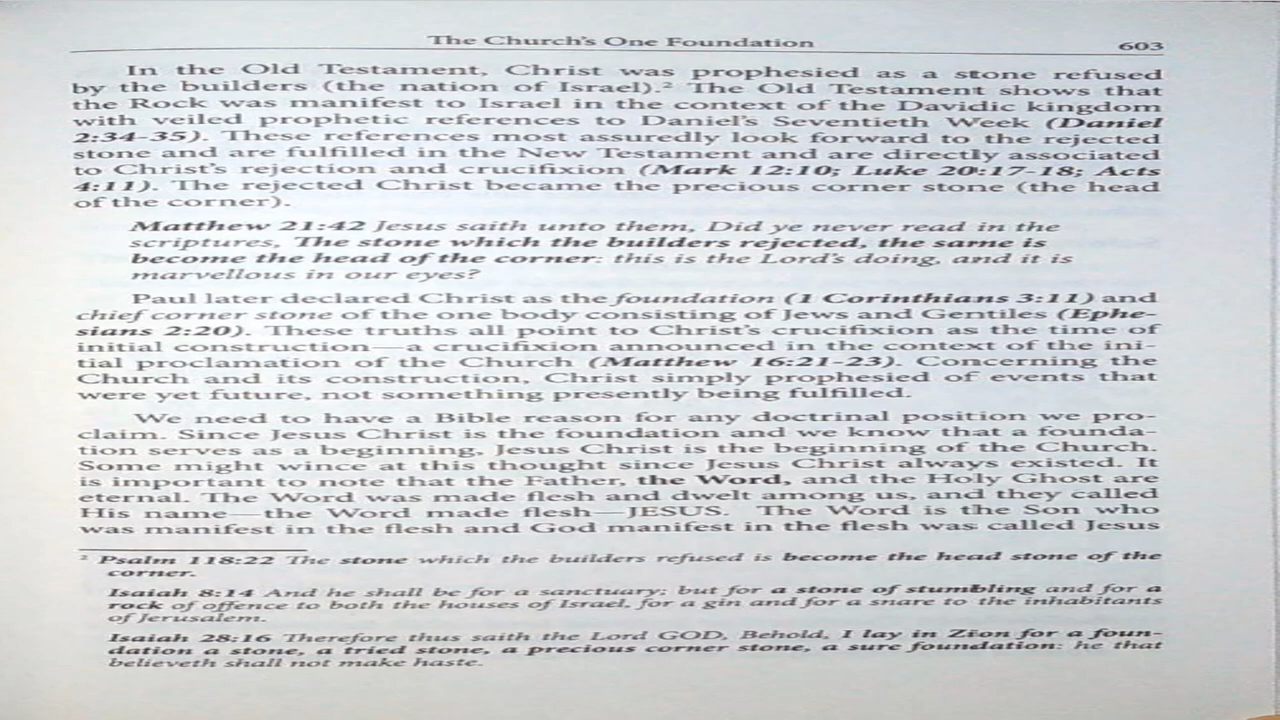 The Church's One Foundation 603
In the Old Testament, Christ was prophesied as a stone refused
by the builders (the nation of Israel).² The Old Testament shows that
the Rock was manifest to Israel in the context of the Davidic kingdom
with veiled prophetic references to Daniel's Seventieth Week (Daniel
2:34-35). These references most assuredly look forward to the rejected
stone and are fulfilled in the New Testament and are directly associated
to Christ's rejection and crucifixion (Mark 12:10; Luke 20:17-18; Acts
4:11). The rejected Christ became the precious corner stone (the head
of the corner).
Matthew 21:42 Jesus saith unto them, Did ye never read in the
scriptures, The stone which the builders rejected, the same is
become the head of the corner: this is the Lord's doing, and it is
marvellous in our eyes?
Paul later declared Christ as the foundation (1 Corinthians 3:11) and
chief corner stone of the one body consisting of Jews and Gentiles (Ephe-
sians 2:20). These truths all point to Christ's crucifixion as the time of
initial construction—a crucifixion announced in the context of the ini-
tial proclamation of the Church (Matthew 16:21-23). Concerning the
Church and its construction, Christ simply prophesied of events that
were yet future, not something presently being fulfilled.
We need to have a Bible reason for any doctrinal position we pro-
claim. Since Jesus Christ is the foundation and we know that a founda-
tion serves as a beginning, Jesus Christ is the beginning of the Church.
Some might wince at this thought since Jesus Christ always existed. It
is important to note that the Father, the Word, and the Holy Ghost are
eternal. The Word was made flesh and dwelt among us, and they called
His name—the Word made flesh—JESUS. The Word is the Son who
was manifest in the flesh and God manifest in the flesh was called Jesus
² Psalm 118:22 The stone which the builders refused is become the head stone of the
corner.
Isaiah 8:14 And he shall be for a sanctuary; but for a stone of stumbling and for a
rock of offence to both the houses of Israel, for a gin and for a snare to the inhabitants
of Jerusalem.
Isaiah 28:16 Therefore thus saith the Lord GOD, Behold, I lay in Zion for a foun-
dation a stone, a tried stone, a precious corner stone, a sure foundation: he that
believeth shall not make haste.